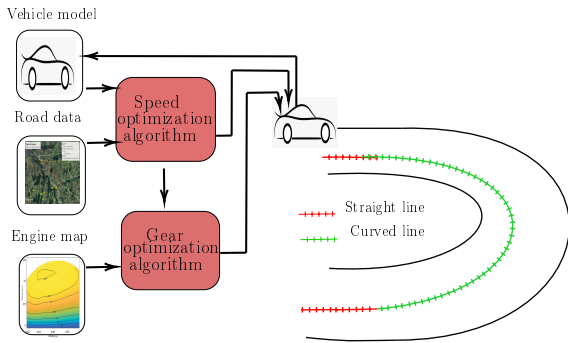 Vehicle model
Speed
optimization
algorithm
Road data
Engine map
Gear
optimization
algorithm
Straight line
Curved line